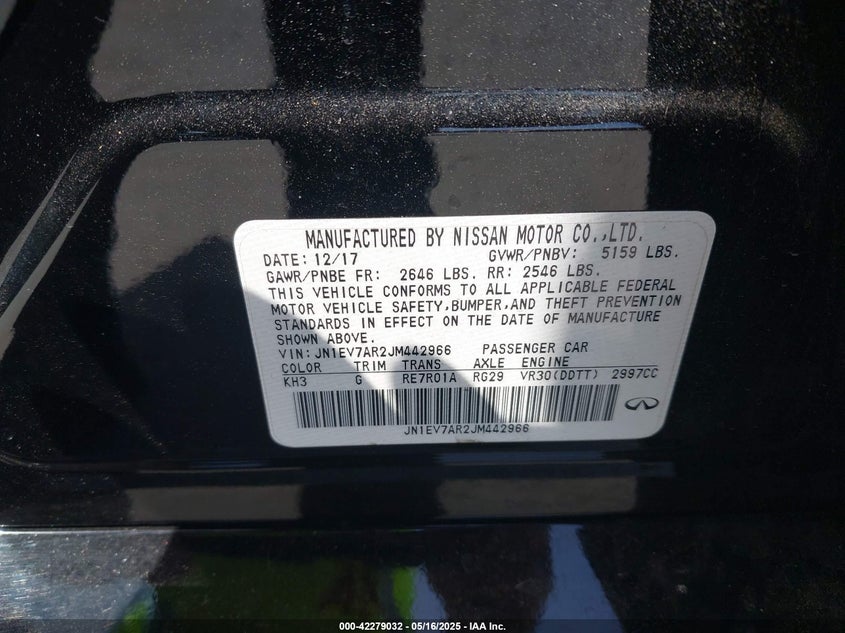 MANUFACTURED BY NISSAN MOTOR CO.,LTD.
DATE: 12/17 GVWR/PNBV: 5159 LBS.
GAWR/PNBE FR: 2646 LBS. RR: 2546 LBS.
THIS VEHICLE CONFORMS TO ALL APPLICABLE FEDERAL
MOTOR VEHICLE SAFETY,BUMPER,AND THEFT PREVENTION
STANDARDS IN EFFECT ON THE DATE OF MANUFACTURE
SHOWN ABOVE.
VIN: JN1EV7AR2JM442966 PASSENGER CAR
COLOR TRIM TRANS AXLE ENGINE
KH3 G RE7R01A RG29 VR30(DDTT) 2997CC
JN1EV7AR2JM442966
000-42279032 - 05/16/2025 - IAA Inc.